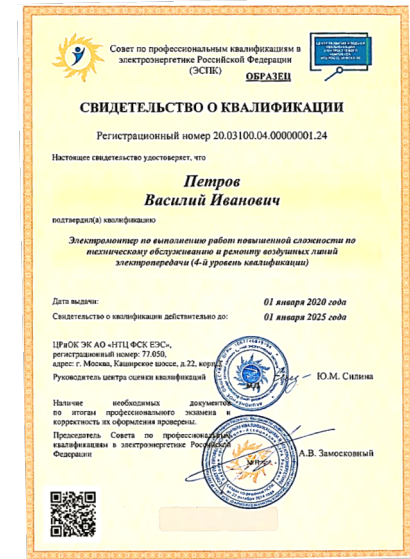 Совет по профессиональным квалификациям в
электроэнергетике Российской Федерации
(ЭСПК)
ОБРАЗЕЦ
СВИДЕТЕЛЬСТВО О КВАЛИФИКАЦИИ
Регистрационный номер 20.03100.04.00000001.24
Настоящее свидетельство удостоверяет, что
Петров
Василий Иванович
подтвердил(а) квалификацию
Электромонтер по выполнению работ повышенной сложности по
техническому обслуживанию и ремонту воздушных линий
электропередачи (4-й уровень квалификации)
Дата выдачи: 01 января 2020 года
Свидетельство о квалификации действительно до: 01 января 2025 года
ЦРиОК ЭК АО «НТЦ ФСК ЕЭС»,
регистрационный номер: 77.050,
адрес: г. Москва, Каширское шоссе, д.22,
Руководитель центра оценки квалификаций Ю.М. Силина
Наличие необходимых документов
по итогам профессионального экзамена и
корректность их оформления проверены.
Председатель Совета по профессиональным
квалификациям в электроэнергетике Российской
Федерации
А.В. Замосковный